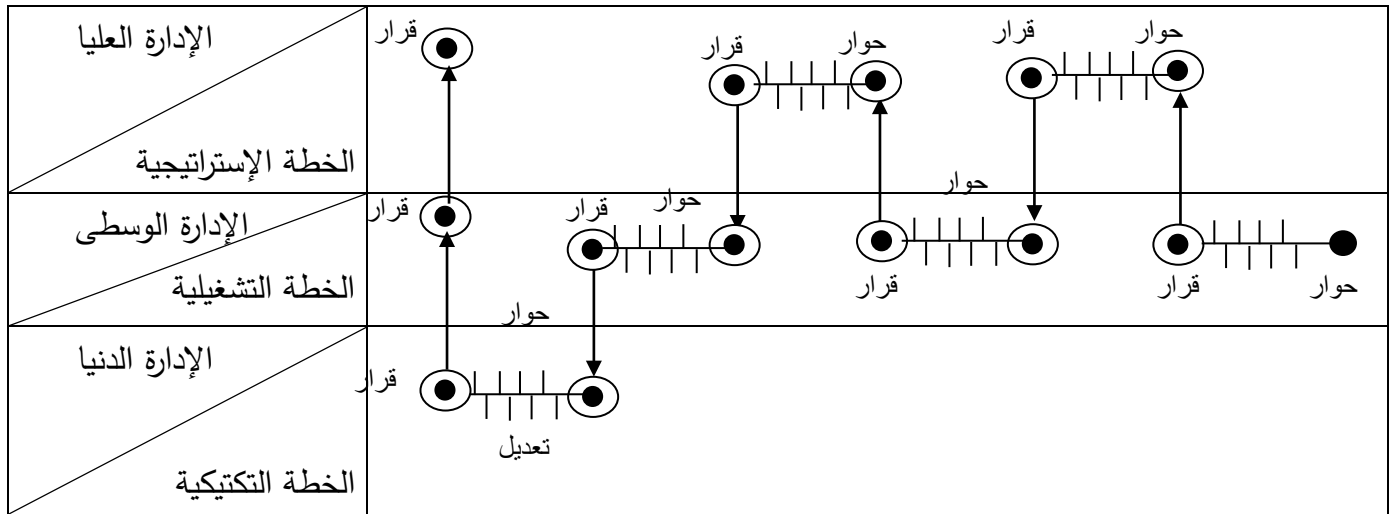 الإدارة العليا
الخطة الإستراتيجية
حوار
قرار
حوار
قرار
قرار
الإدارة الوسطى
الخطة التشغيلية
حوار
قرار
حوار
قرار
حوار
قرار
قرار
الإدارة الدنيا
الخطة التكتيكية
حوار
قرار
تعديل